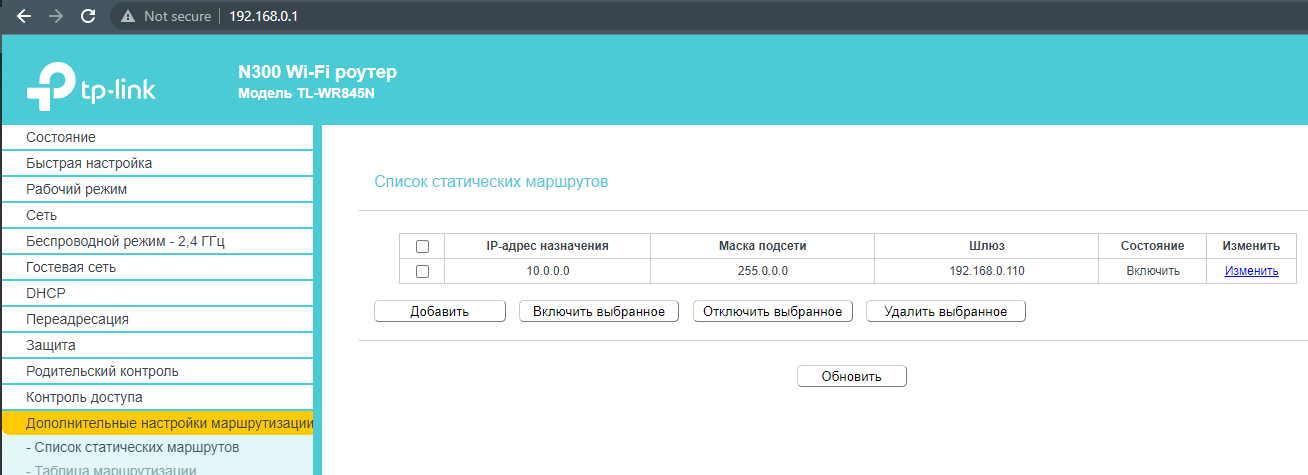 Not secure 192.168.0.1
tp-link
N300 Wi-Fi роутер
Модель TL-WR845N
Состояние
Быстрая настройка
Рабочий режим
Сеть
Беспроводной режим - 2,4 ГГц
Гостевая сеть
DHCP
Переадресация
Защита
Родительский контроль
Контроль доступа
Дополнительные настройки маршрутизации
- Список статических маршрутов
- Таблица маршрутизации
Список статических маршрутов
IP-адрес назначения Маска подсети Шлюз Состояние Изменить
10.0.0.0 255.0.0.0 192.168.0.110 Включить Изменить
Добавить Включить выбранное Отключить выбранное Удалить выбранное
Обновить